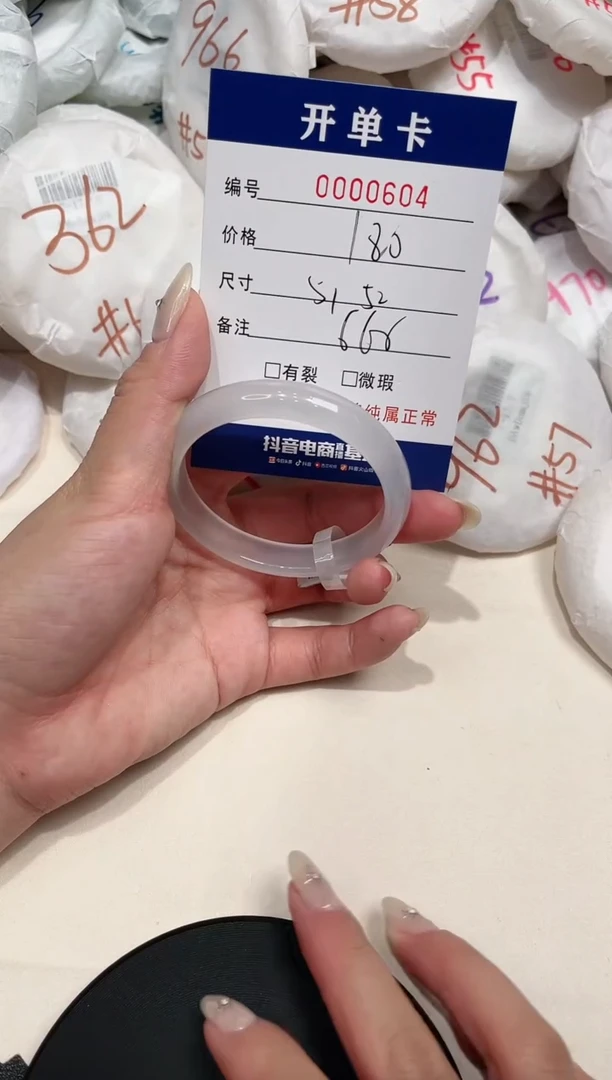 966
#58
#55
#5
362
开单卡
编号 0000604
价格 180
尺寸 51 52
备注 666
□有裂 □微瑕
纯属正常
抖音电商
962
#57